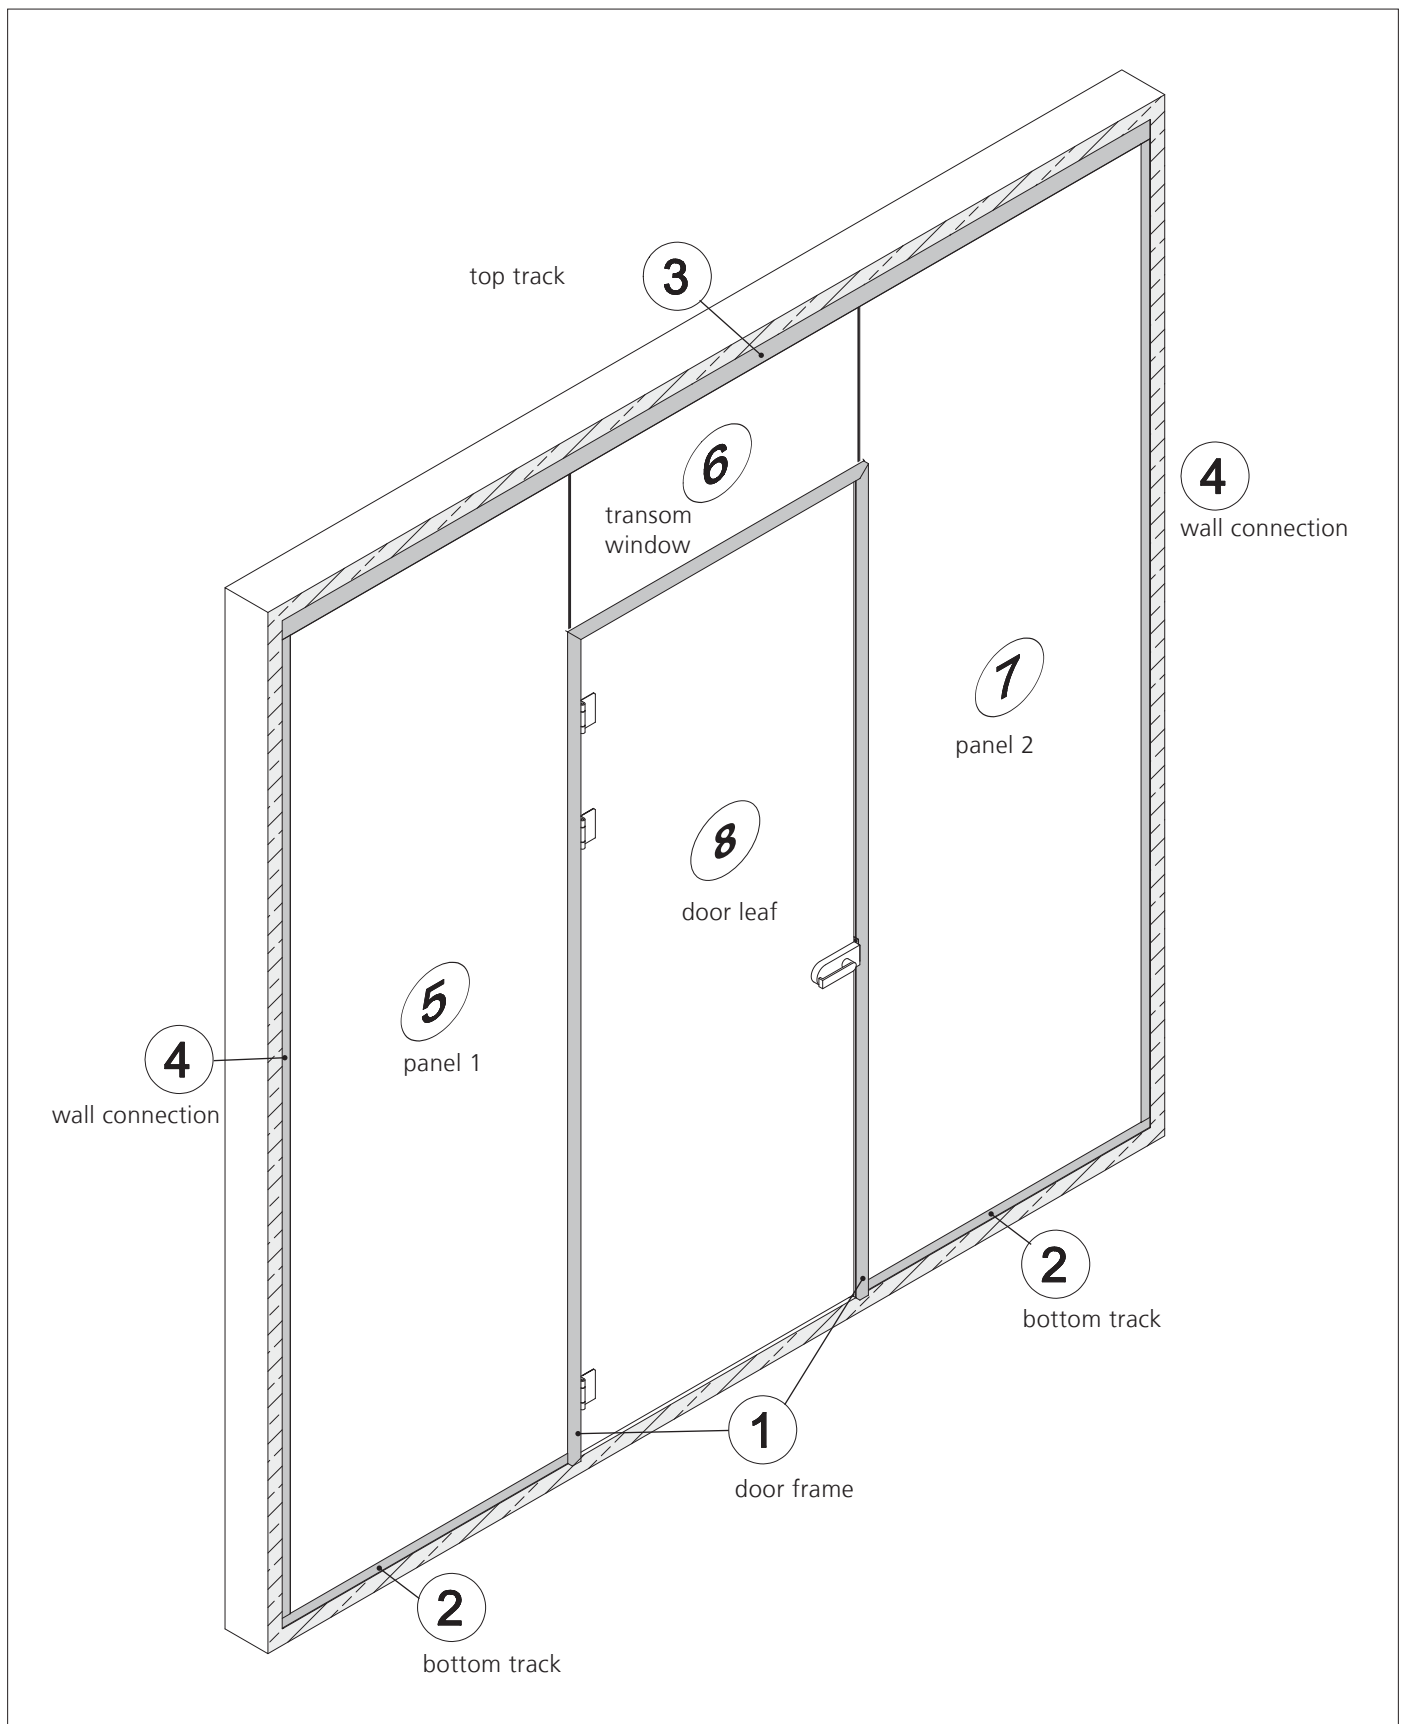 top track
3
6
transom
window
4
wall connection
7
panel 2
8
door leaf
5
panel 1
4
wall connection
2
bottom track
1
door frame
2
bottom track